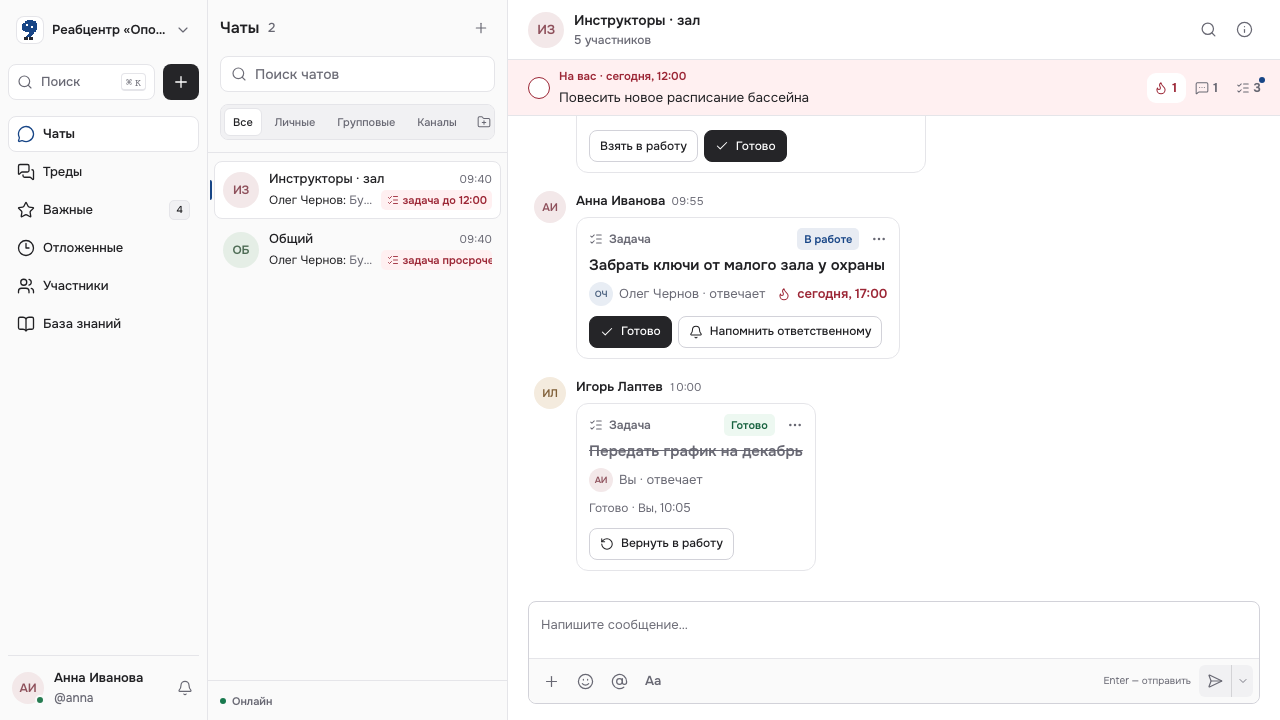 Реабцентр «Опо...
Поиск
⌘ K
Чаты
Треды
Важные
4
Отложенные
Участники
База знаний
АИ
Анна Иванова
@anna
Чаты 2
Поиск чатов
Все
Личные
Групповые
Каналы
ИЗ
Инструкторы · зал
09:40
Олег Чернов: Бу...
задача до 12:00
ОБ
Общий
09:40
Олег Чернов: Бу...
задача просроче
Онлайн
ИЗ
Инструкторы · зал
5 участников
На вас · сегодня, 12:00
Повесить новое расписание бассейна
1
1
3
Взять в работу
Готово
АИ
Анна Иванова 09:55
Задача
В работе
Забрать ключи от малого зала у охраны
ОЧ
Олег Чернов · отвечает
сегодня, 17:00
Готово
Напомнить ответственному
ИЛ
Игорь Лаптев 10:00
Задача
Готово
Передать график на декабрь
АИ
Вы · отвечает
Готово · Вы, 10:05
Вернуть в работу
Напишите сообщение...
Aa
Enter — отправить